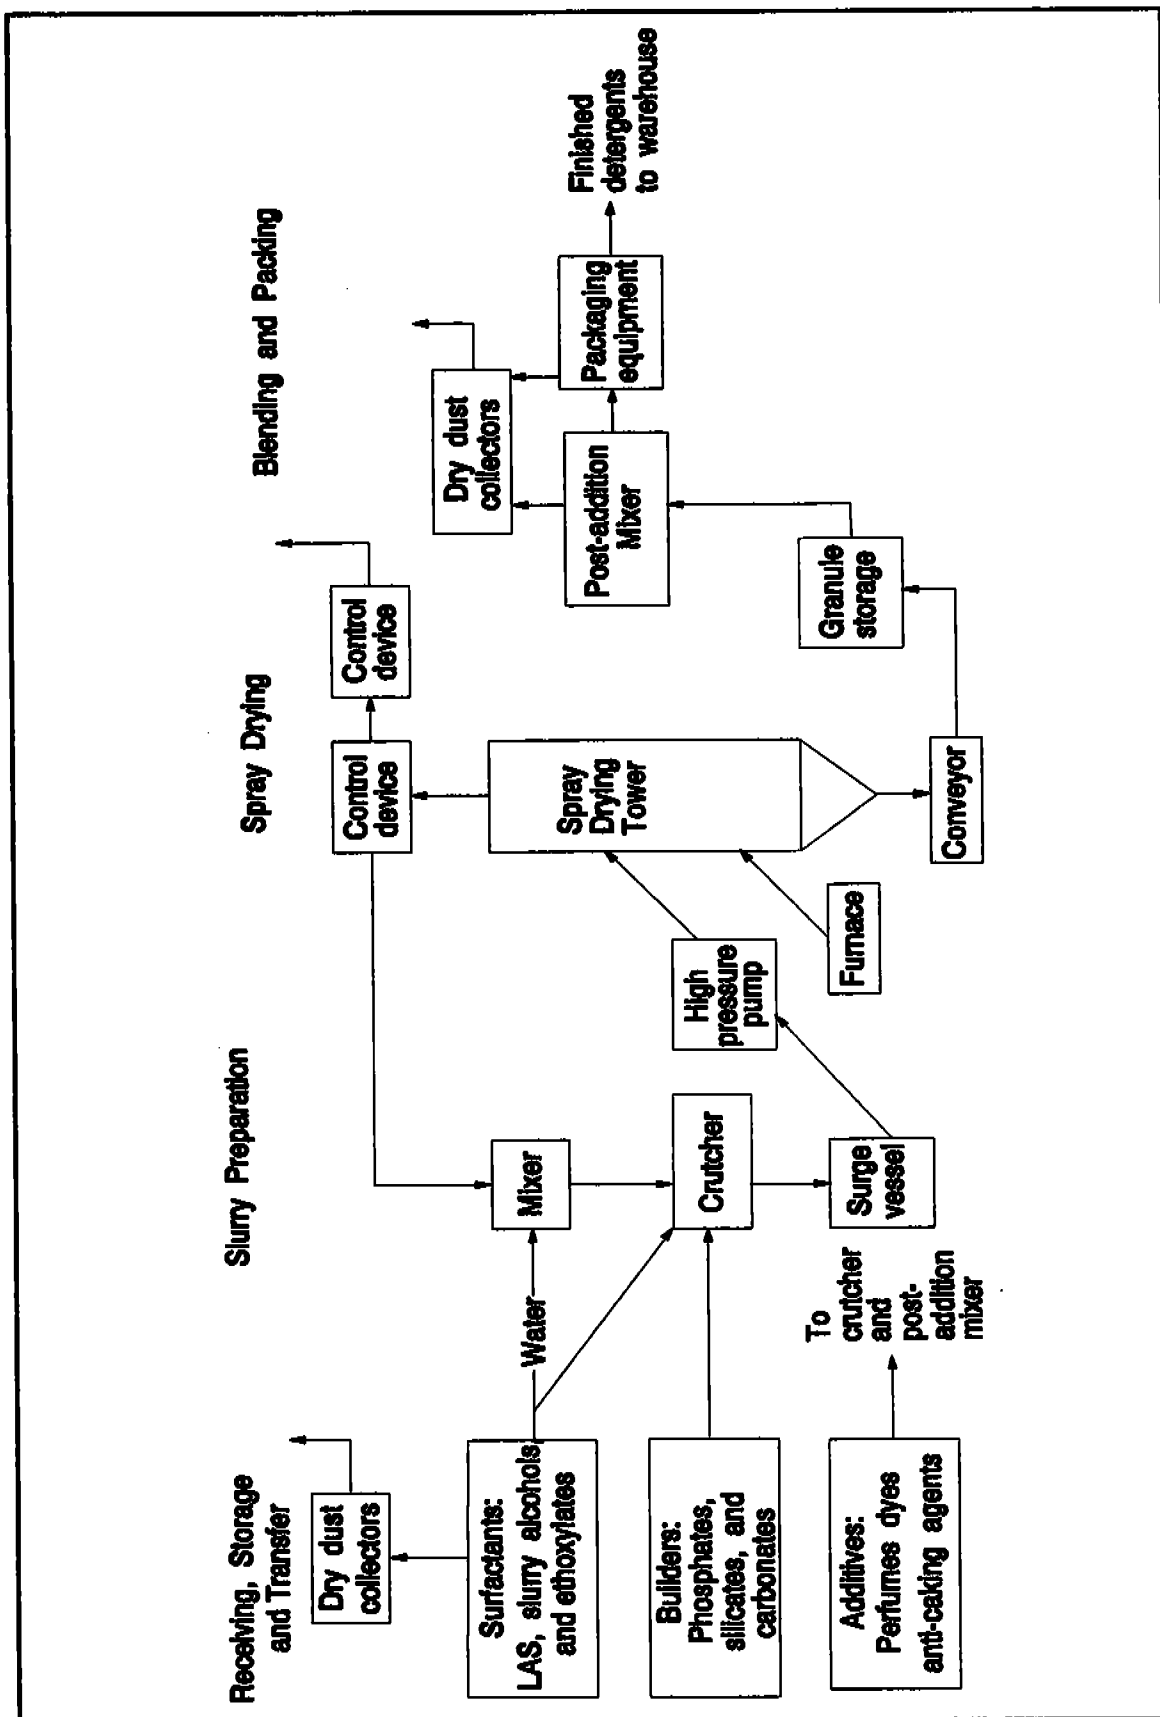 Receiving, Storage
and Transfer
Slurry Preparation
Spray Drying
Blending and Packing
Dry dust
collectors
Surfactants:
LAS, slurry alcohols,
and ethoxylates
Water
Builders:
Phosphates,
silicates, and
carbonates
Additives:
Perfumes dyes
anti-caking agents
To
crutcher
and
post-
addition
mixer
Mixer
Crutcher
Surge
vessel
High
pressure
pump
Furnace
Control
device
Control
device
Spray
Drying
Tower
Conveyor
Granule
storage
Post-addition
Mixer
Dry dust
collectors
Packaging
equipment
Finished
detergents
to warehouse